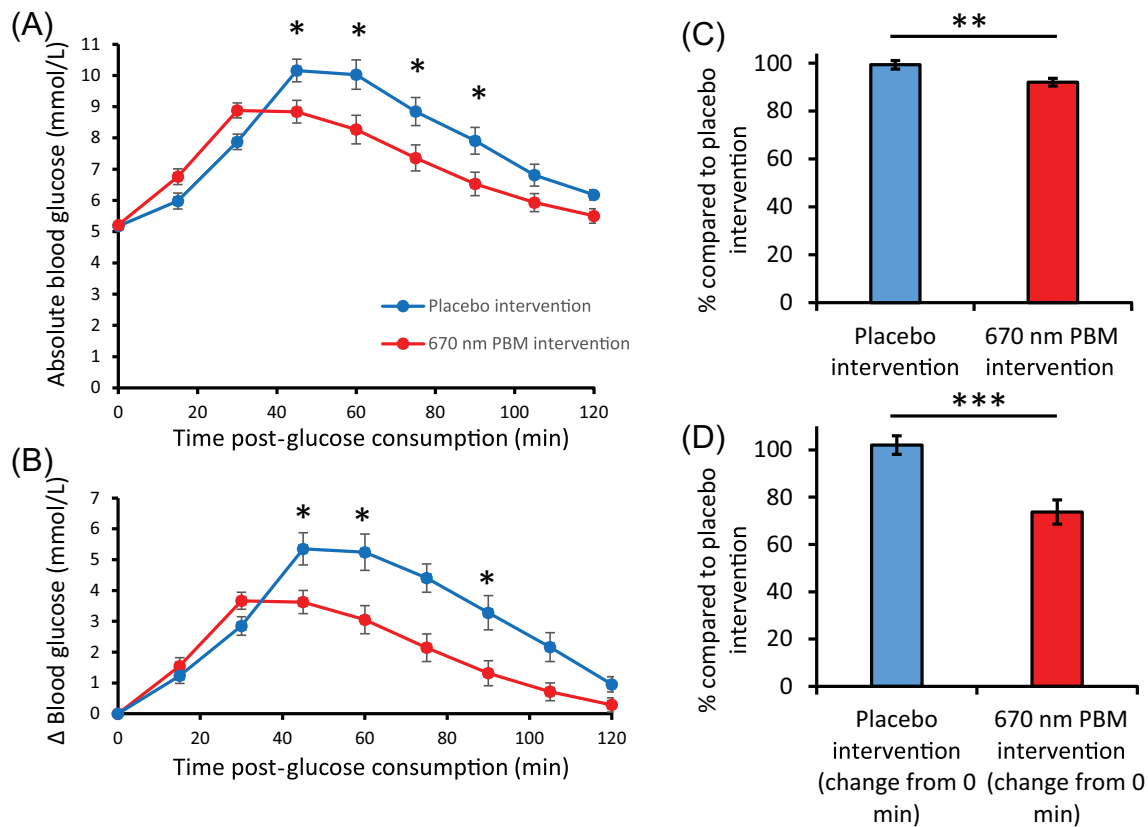 (A)
Absolute blood glucose (mmol/L)
11
10
9
8
7
6
5
4
3
2
1
0
* * * *
Placebo intervention
670 nm PBM intervention
0 20 40 60 80 100 120
Time post-glucose consumption (min)
(B)
Δ Blood glucose (mmol/L)
7
6
5
4
3
2
1
0
* * *
0 20 40 60 80 100 120
Time post-glucose consumption (min)
(C)
% compared to placebo
intervention
100
80
60
40
20
0
**
Placebo
intervention
670 nm PBM
intervention
(D)
% compared to placebo
intervention
100
80
60
40
20
0
***
Placebo
intervention
(change from 0
min)
670 nm PBM
intervention
(change from 0
min)